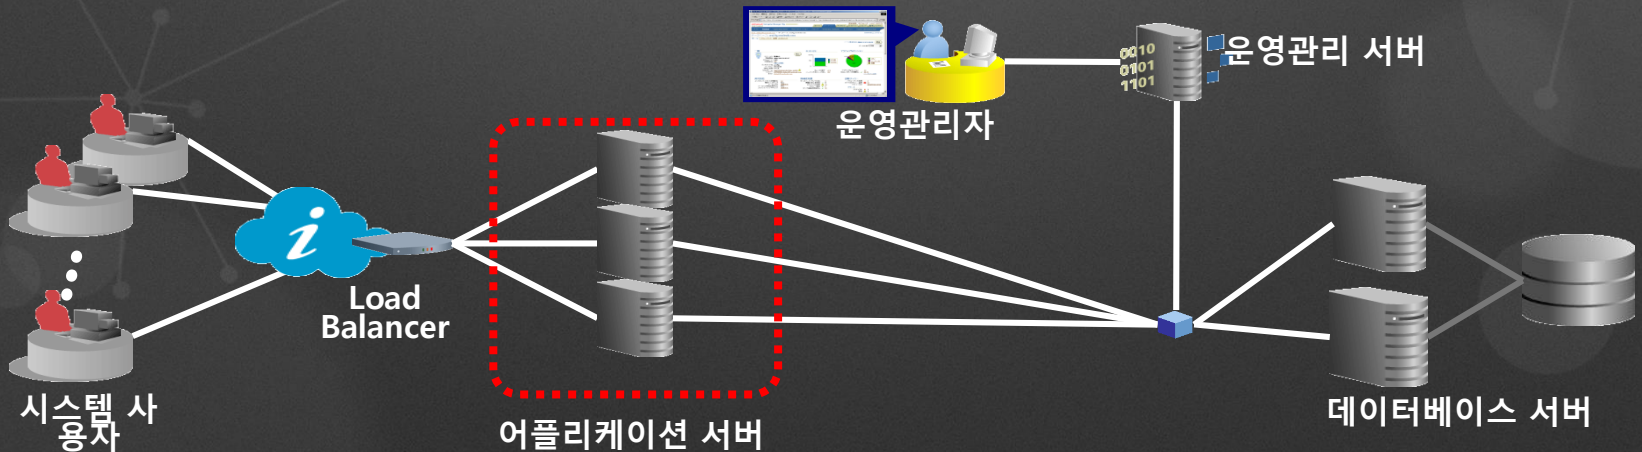 운영관리 서버
0010
0101
1101
운영관리자
i
Load
Balancer
시스템 사
용자
어플리케이션 서버
데이터베이스 서버